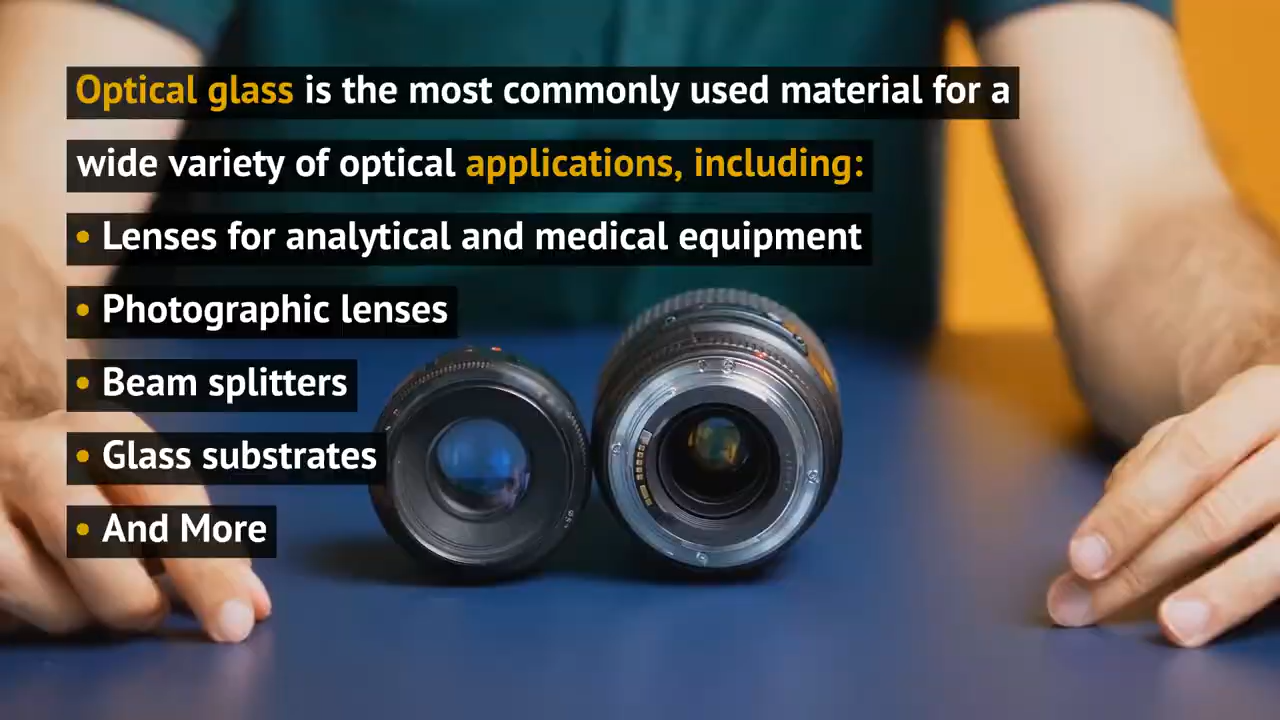 Optical glass is the most commonly used material for a
wide variety of optical applications, including:
• Lenses for analytical and medical equipment
• Photographic lenses
• Beam splitters
• Glass substrates
• And More